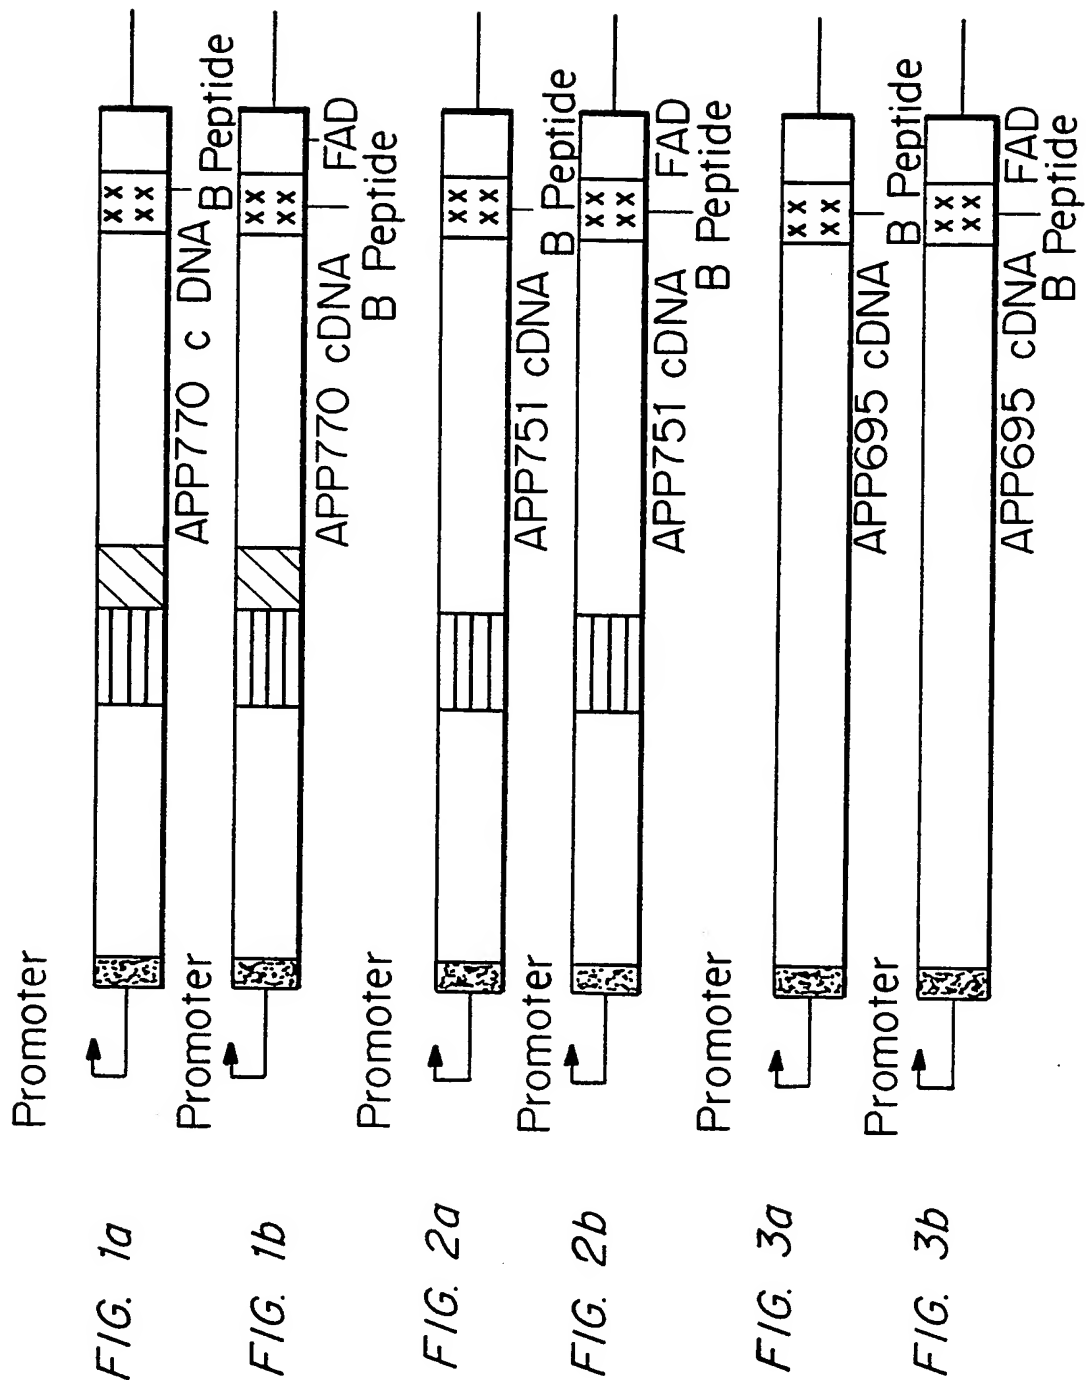 Promoter
APP770 c DNA
B Peptide
FIG. 1a
Promoter
APP770 cDNA
FAD
B Peptide
FIG. 1b
Promoter
APP751 cDNA
B Peptide
FIG. 2a
Promoter
APP751 cDNA
FAD
B Peptide
FIG. 2b
Promoter
APP695 cDNA
B Peptide
FIG. 3a
Promoter
APP695 cDNA
FAD
B Peptide
FIG. 3b